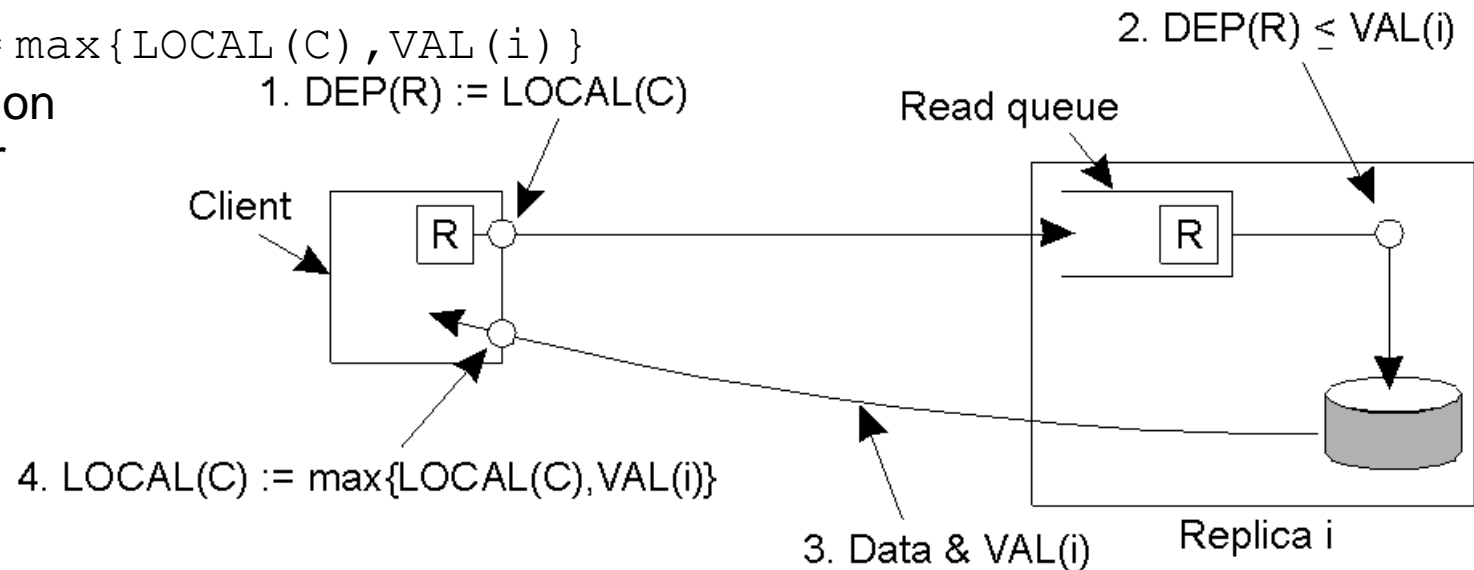 = max{LOCAL(C),VAL(i)}
on
1. DEP(R) := LOCAL(C)
2. DEP(R) ≤ VAL(i)
Read queue
Client
R
R
4. LOCAL(C) := max{LOCAL(C),VAL(i)}
3. Data & VAL(i)
Replica i